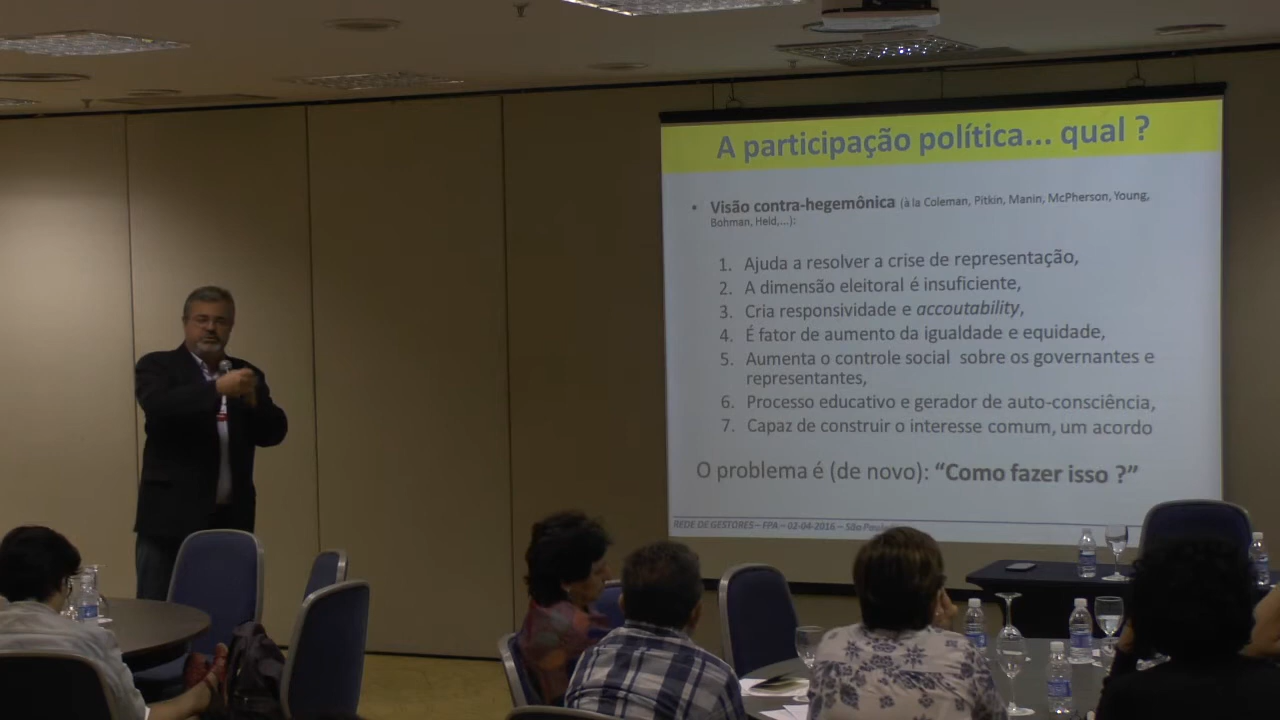 A participação política... qual ?
• Visão contra-hegemônica (à la Coleman, Pitkin, Manin, McPherson, Young,
Bohman, Held,...):
1. Ajuda a resolver a crise de representação,
2. A dimensão eleitoral é insuficiente,
3. Cria responsividade e accoutability,
4. É fator de aumento da igualdade e equidade,
5. Aumenta o controle social sobre os governantes e
representantes,
6. Processo educativo e gerador de auto-consciência,
7. Capaz de construir o interesse comum, um acordo
O problema é (de novo): “Como fazer isso ?”
REDE DE GESTORES – FPA – 02-04-2016 – São Paulo